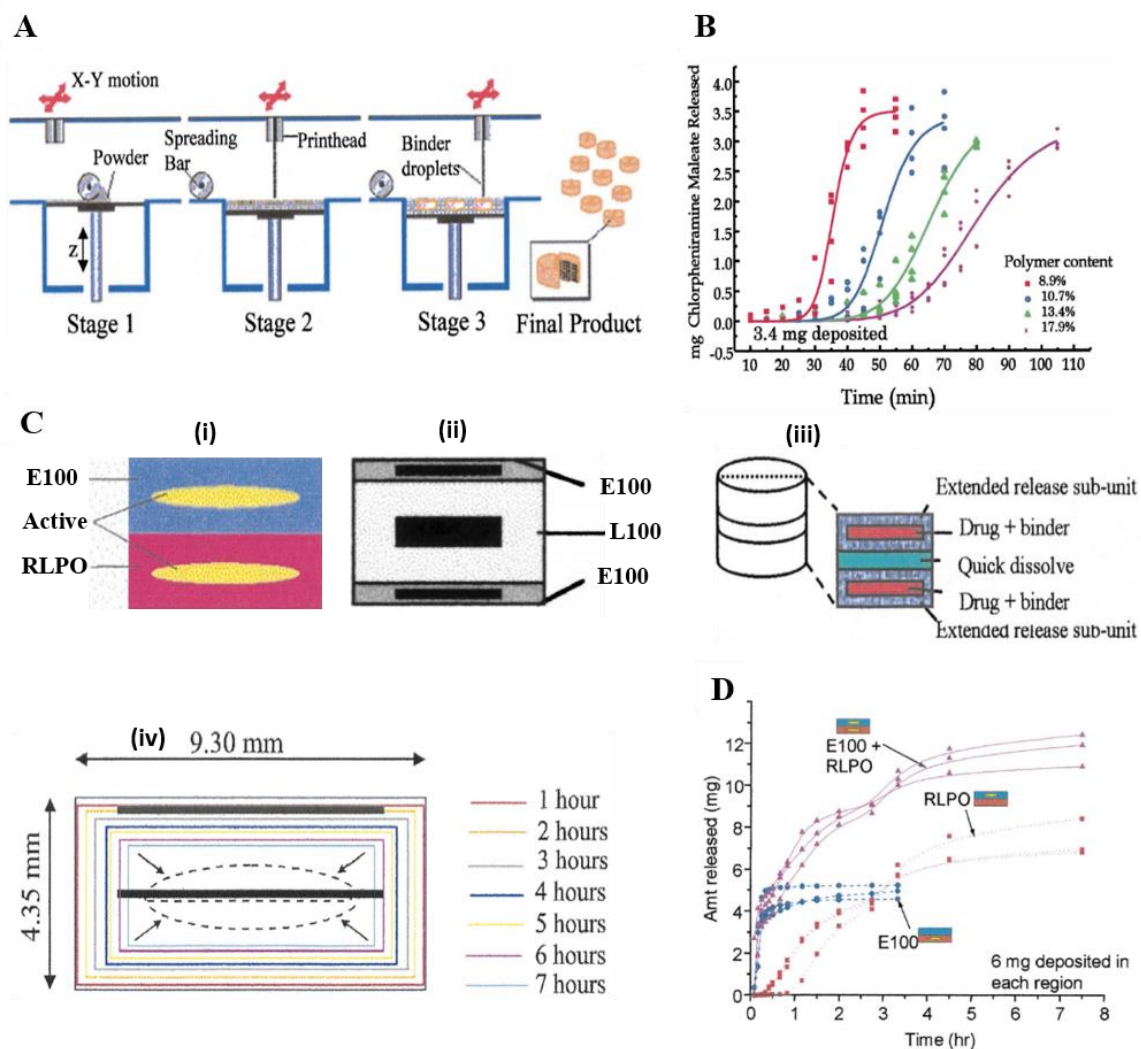 A
X-Y motion
Spreading
Bar
Powder
Printhead
Binder
droplets
Z
Stage 1
Stage 2
Stage 3
Final Product
B
mg Chlorpheniramine Maleate Released
4.0
3.5
3.0
2.5
2.0
1.5
1.0
0.5
0.0
-0.5
3.4 mg deposited
Polymer content
8.9%
10.7%
13.4%
17.9%
10 20 30 40 50 60 70 80 90 100 110
Time (min)
C
(i)
E100
Active
RLPO
(ii)
E100
L100
E100
(iii)
Extended release sub-unit
Drug + binder
Quick dissolve
Drug + binder
Extended release sub-unit
(iv)
9.30 mm
4.35 mm
1 hour
2 hours
3 hours
4 hours
5 hours
6 hours
7 hours
D
Amt released (mg)
12
10
8
6
4
2
0
E100 +
RLPO
RLPO
E100
6 mg deposited in
each region
0 1 2 3 4 5 6 7 8
Time (hr)